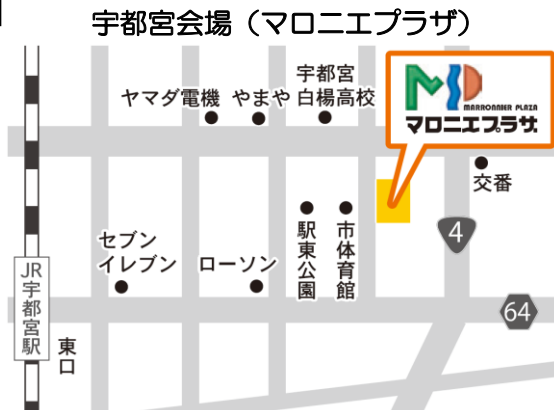 宇都宮会場（マロニエプラザ）
ヤマダ電機
やまや
宇都宮
白楊高校
MARRONNIER PLAZA
マロニエプラザ
交番
セブン
イレブン
ローソン
駅東公園
市体育館
4
64
JR
宇都宮駅
東口